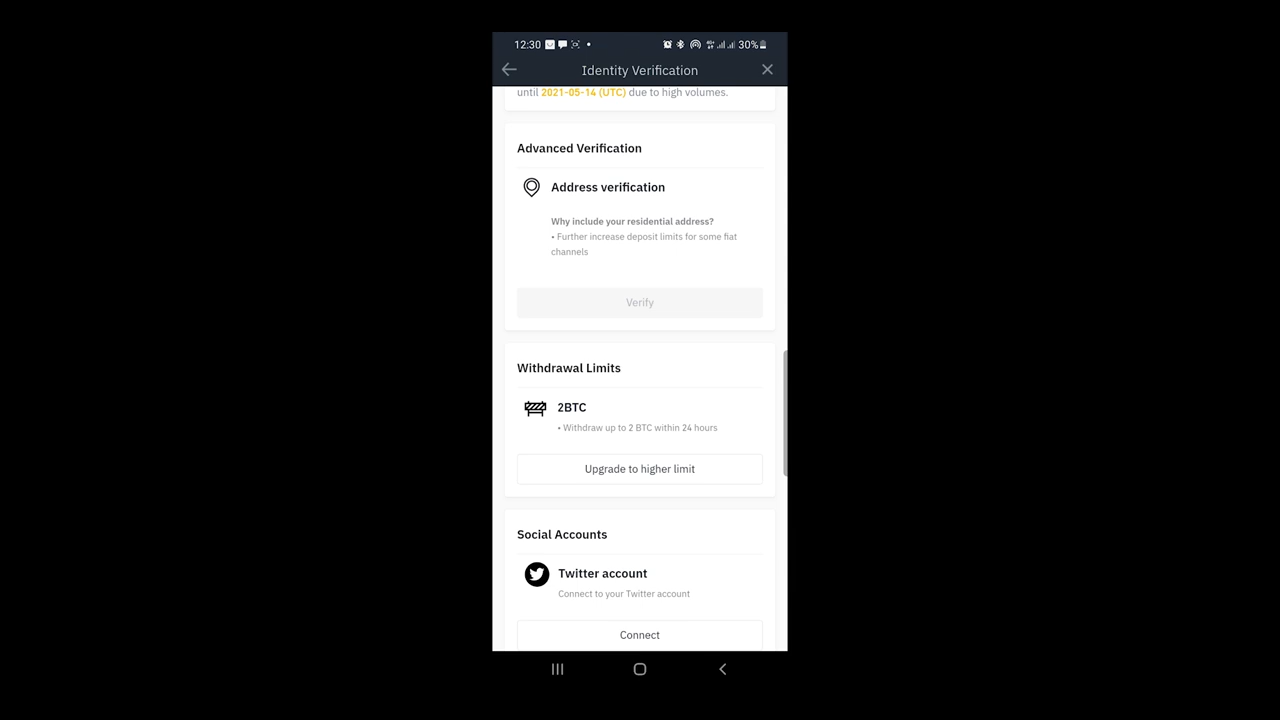 12:30 30%
Identity Verification
until 2021-05-14 (UTC) due to high volumes.
Advanced Verification
Address verification
Why include your residential address?
• Further increase deposit limits for some fiat
channels
Verify
Withdrawal Limits
2BTC
• Withdraw up to 2 BTC within 24 hours
Upgrade to higher limit
Social Accounts
Twitter account
Connect to your Twitter account
Connect